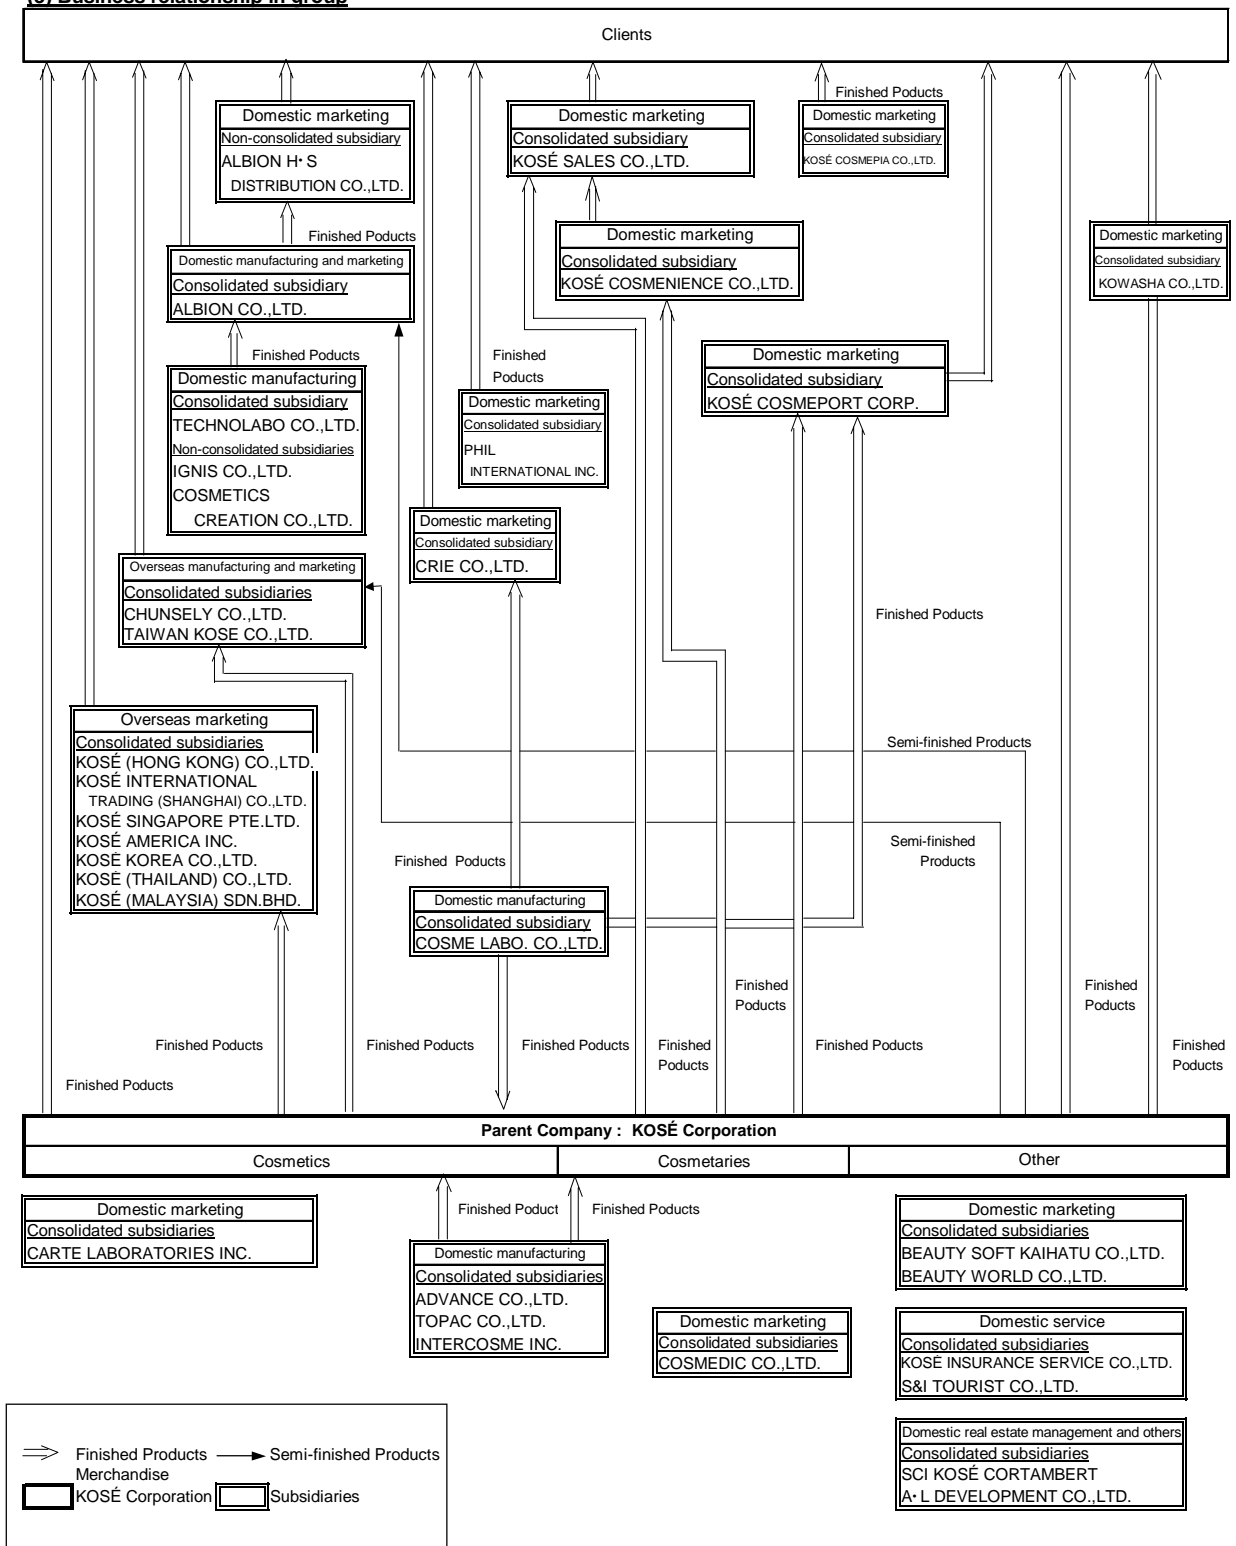 (3) Business relationship in group
Clients
Finished Poducts
Domestic marketing
Non-consolidated subsidiary
ALBION H・S
DISTRIBUTION CO.,LTD.
Domestic marketing
Consolidated subsidiary
KOSÉ SALES CO.,LTD.
Domestic marketing
Consolidated subsidiary
KOSÉ COSMEPIA CO.,LTD.
Finished Poducts
Domestic manufacturing and marketing
Consolidated subsidiary
ALBION CO.,LTD.
Domestic marketing
Consolidated subsidiary
KOSÉ COSMENIENCE CO.,LTD.
Domestic marketing
Consolidated subsidiary
KOWASHA CO.,LTD.
Finished Poducts
Domestic manufacturing
Consolidated subsidiary
TECHNOLABO CO.,LTD.
Non-consolidated subsidiaries
IGNIS CO.,LTD.
COSMETICS
CREATION CO.,LTD.
Finished
Poducts
Domestic marketing
Consolidated subsidiary
PHIL
INTERNATIONAL INC.
Domestic marketing
Consolidated subsidiary
KOSÉ COSMEPORT CORP.
Domestic marketing
Consolidated subsidiary
CRIE CO.,LTD.
Overseas manufacturing and marketing
Consolidated subsidiaries
CHUNSELY CO.,LTD.
TAIWAN KOSE CO.,LTD.
Finished Poducts
Overseas marketing
Consolidated subsidiaries
KOSÉ (HONG KONG) CO.,LTD.
KOSÉ INTERNATIONAL
TRADING (SHANGHAI) CO.,LTD.
KOSÉ SINGAPORE PTE.LTD.
KOSÉ AMERICA INC.
KOSÉ KOREA CO.,LTD.
KOSÉ (THAILAND) CO.,LTD.
KOSÉ (MALAYSIA) SDN.BHD.
Semi-finished Products
Semi-finished
Products
Finished Poducts
Domestic manufacturing
Consolidated subsidiary
COSME LABO. CO.,LTD.
Finished
Poducts
Finished
Poducts
Finished Poducts
Finished Poducts
Finished Poducts
Finished
Poducts
Finished Poducts
Finished
Poducts
Finished Poducts
Parent Company : KOSÉ Corporation
Cosmetics
Cosmetaries
Other
Domestic marketing
Consolidated subsidiaries
CARTE LABORATORIES INC.
Finished Poduct
Finished Poducts
Domestic manufacturing
Consolidated subsidiaries
ADVANCE CO.,LTD.
TOPAC CO.,LTD.
INTERCOSME INC.
Domestic marketing
Consolidated subsidiaries
COSMEDIC CO.,LTD.
Domestic marketing
Consolidated subsidiaries
BEAUTY SOFT KAIHATU CO.,LTD.
BEAUTY WORLD CO.,LTD.
Domestic service
Consolidated subsidiaries
KOSÉ INSURANCE SERVICE CO.,LTD.
S&I TOURIST CO.,LTD.
Domestic real estate management and others
Consolidated subsidiaries
SCI KOSÉ CORTAMBERT
A・L DEVELOPMENT CO.,LTD.
Finished Products
Merchandise
Semi-finished Products
KOSÉ Corporation
Subsidiaries